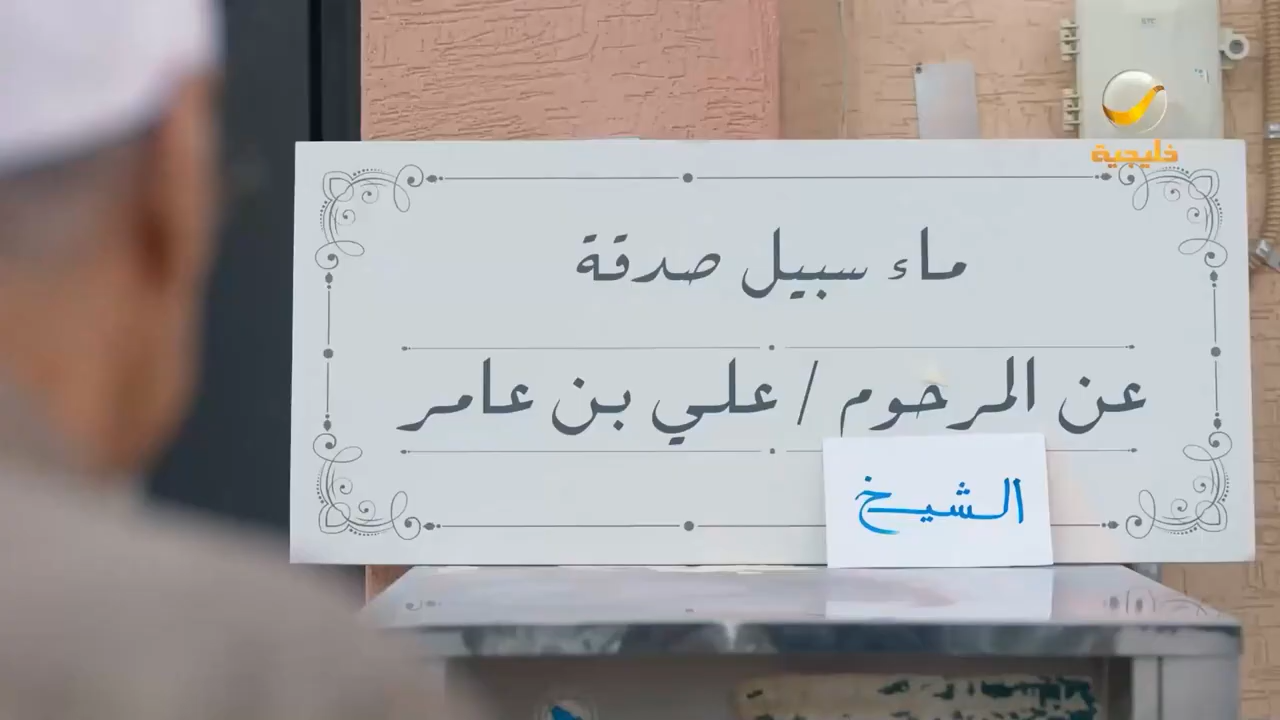 خليجية
ماء سبيل صدقة
عن المرحوم / علي بن عامر
الشيخ